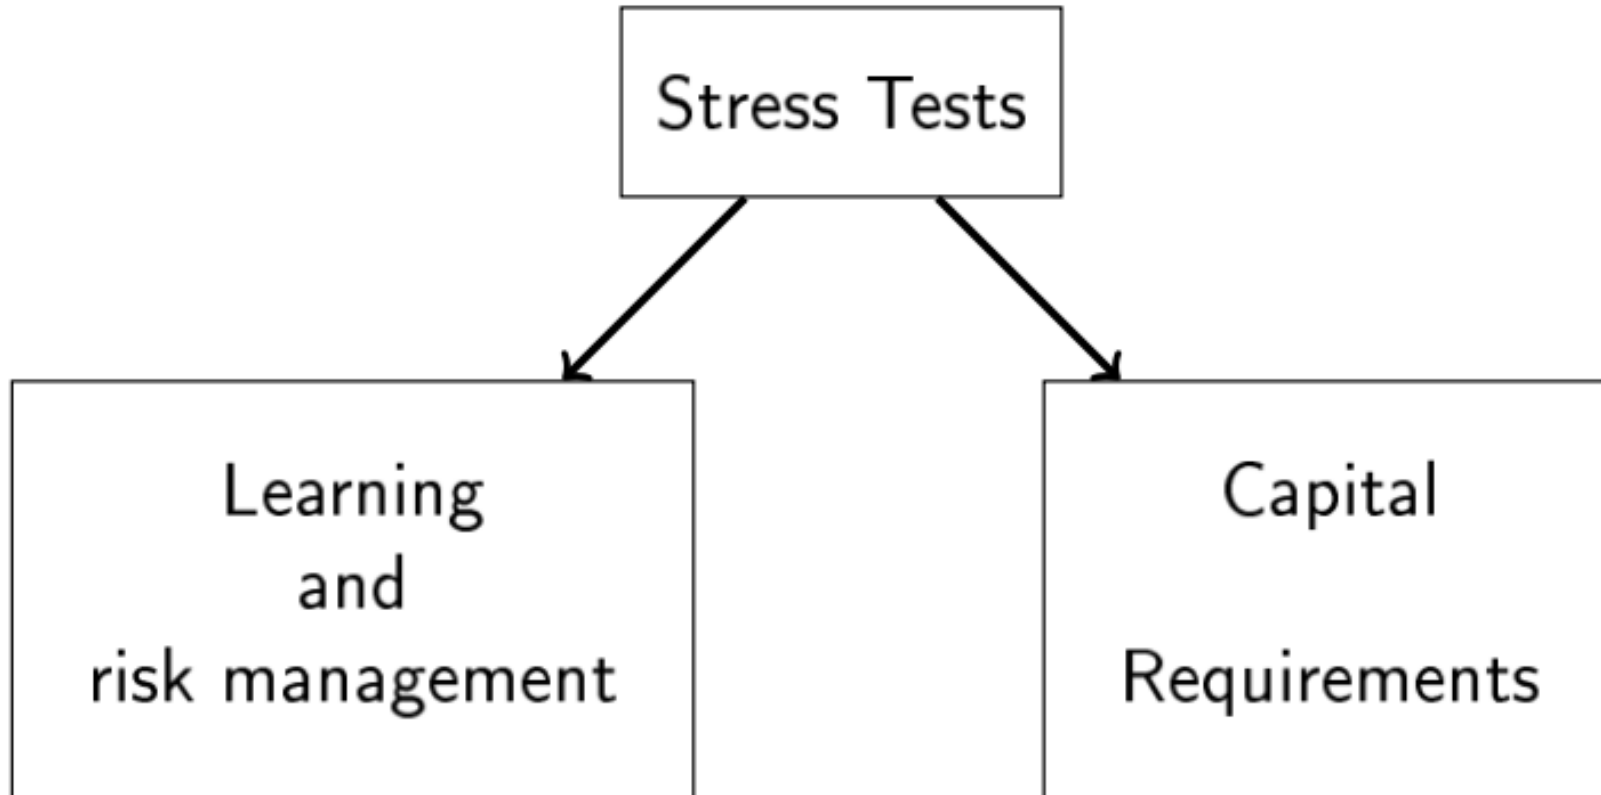 Stress Tests
Learning
and
risk management
Capital
Requirements